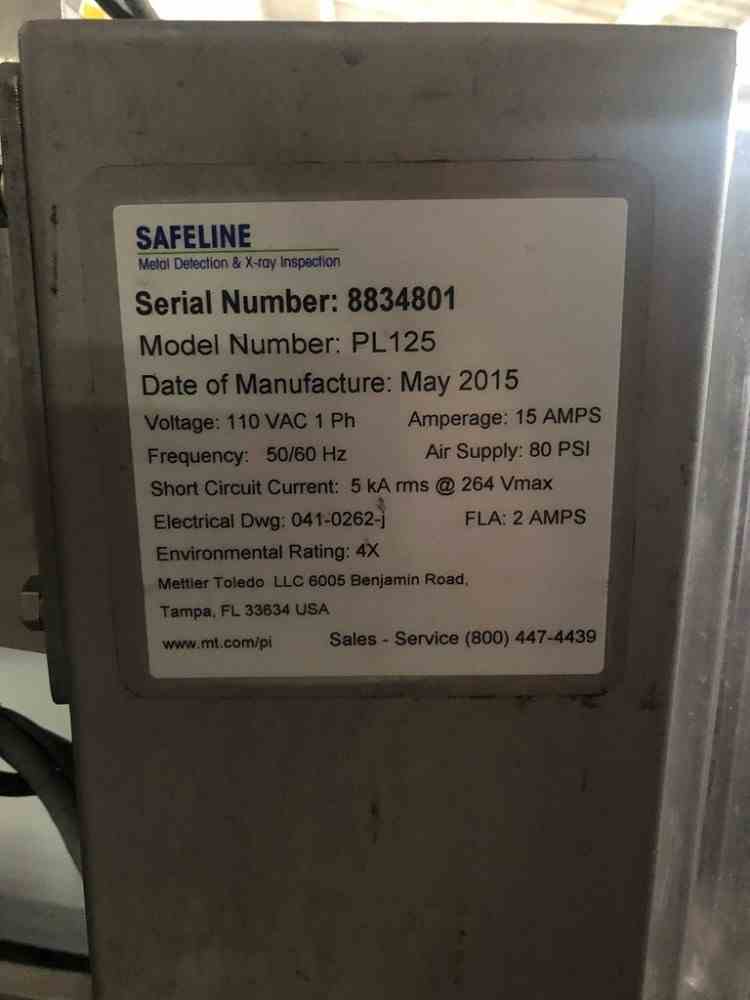 SAFELINE
Metal Detection & X-ray Inspection
Serial Number: 8834801
Model Number: PL125
Date of Manufacture: May 2015
Voltage: 110 VAC 1 Ph Amperage: 15 AMPS
Frequency: 50/60 Hz Air Supply: 80 PSI
Short Circuit Current: 5 kA rms @ 264 Vmax
Electrical Dwg: 041-0262-j FLA: 2 AMPS
Environmental Rating: 4X
Mettler Toledo LLC 6005 Benjamin Road,
Tampa, FL 33634 USA
www.mt.com/pi Sales - Service (800) 447-4439